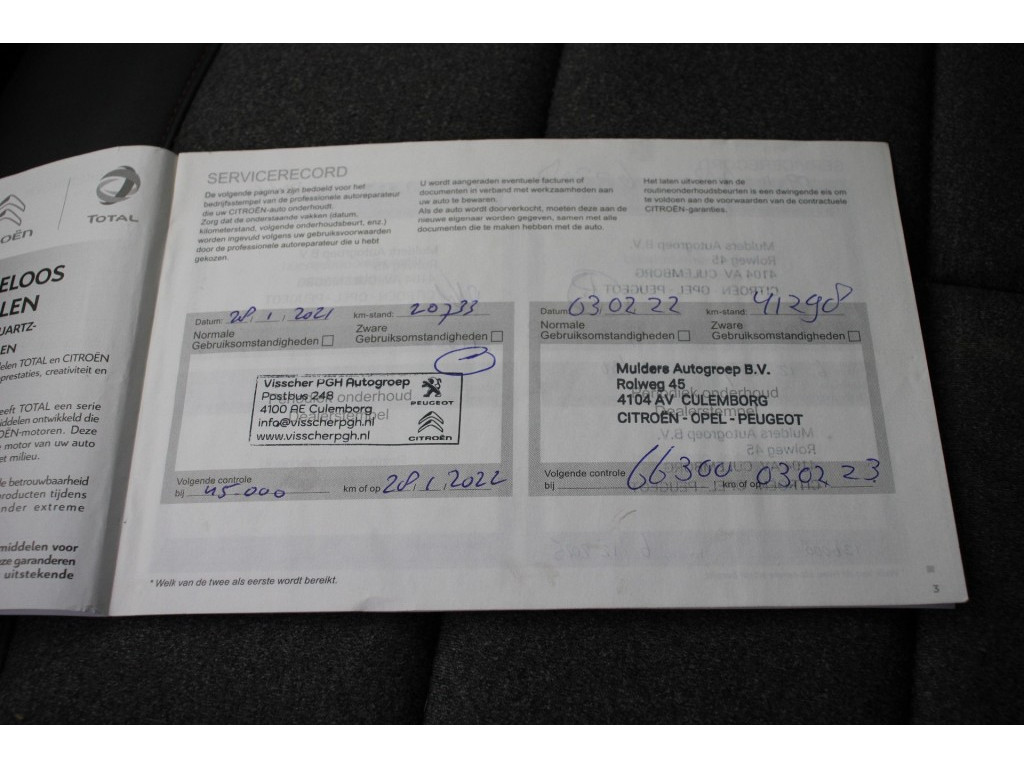 TOTAL
OËN
ELOOS
LEN
UARTZ-
EN
elen TOTAL en CITROËN
prestaties, creativiteit en
eeft TOTAL een serie
iddelen ontwikkeld die
OËN-motoren. Deze
motor van uw auto
et milieu.
le betrouwbaarheid
producten tijdens
nder extreme
middelen voor
ze garanderen
uitstekende
SERVICERECORD
De volgende pagina's zijn bedoeld voor het
bedrijfsstempel van de professionele autoreparateur
die uw CITROËN-auto onderhoudt.
Zorg dat de onderstaande vakken (datum,
kilometerstand, volgende onderhoudsbeurt, enz.)
worden ingevuld volgens uw gebruiksvoorwaarden
door de professionele autoreparateur die u hebt
gekozen.
U wordt aangeraden eventuele facturen of
documenten in verband met werkzaamheden aan
uw auto te bewaren.
Als de auto wordt doorverkocht, moeten deze aan de
nieuwe eigenaar worden gegeven, samen met alle
documenten die te maken hebben met de auto.
Het laten uitvoeren van de
routineonderhoudsbeurten is een dwingende eis om
te voldoen aan de voorwaarden van de contractuele
CITROËN-garanties.
Datum: 28.1.2021 km-stand: 20733
Normale Gebruiksomstandigheden
Zware Gebruiksomstandigheden
Periodiek onderhoud
Dealerstempel
Visscher PGH Autogroep
Postbus 248
4100 AE Culemborg
info@visscherpgh.nl
www.visscherpgh.nl
PEUGEOT
CITROËN
Volgende controle
bij 45.000 km of op 28.1.2022
Datum: 03.02.22 km-stand: 41298
Normale Gebruiksomstandigheden
Zware Gebruiksomstandigheden
Periodiek onderhoud
Dealerstempel
Mulders Autogroep B.V.
Rolweg 45
4104 AV CULEMBORG
CITROËN - OPEL - PEUGEOT
Volgende controle
bij 66300 km of op 03.02.23
* Welk van de twee als eerste wordt bereikt.
3